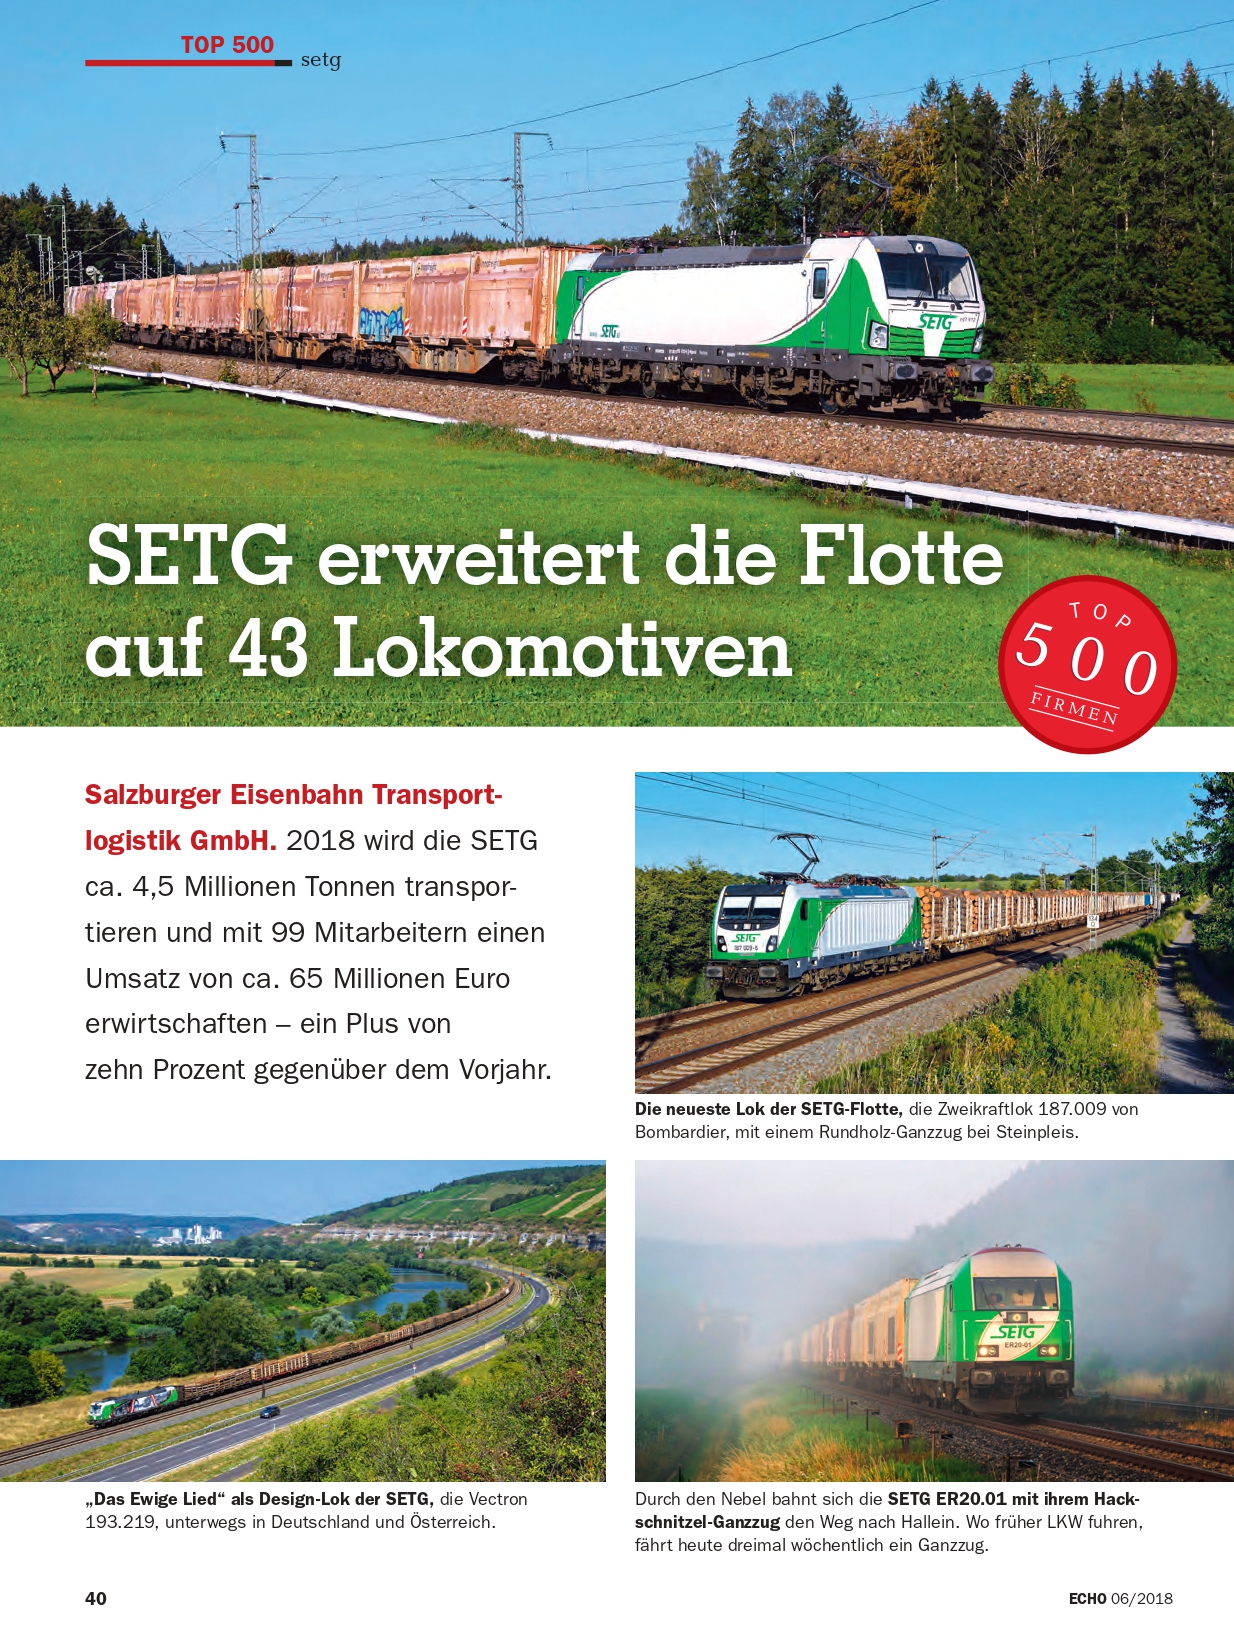 TOP 500
setg
SETG
SETG
SETG erweitert die Flotte
auf 43 Lokomotiven
TOP
500
FIRMEN
Salzburger Eisenbahn Transport-
logistik GmbH. 2018 wird die SETG
ca. 4,5 Millionen Tonnen transpor-
tieren und mit 99 Mitarbeitern einen
Umsatz von ca. 65 Millionen Euro
erwirtschaften – ein Plus von
zehn Prozent gegenüber dem Vorjahr.
SETG
Die neueste Lok der SETG-Flotte, die Zweikraftlok 187.009 von
Bombardier, mit einem Rundholz-Ganzzug bei Steinpleis.
„Das Ewige Lied“ als Design-Lok der SETG, die Vectron
193.219, unterwegs in Deutschland und Österreich.
SETG
ER20-01
Durch den Nebel bahnt sich die SETG ER20.01 mit ihrem Hack-
schnitzel-Ganzzug den Weg nach Hallein. Wo früher LKW fuhren,
fährt heute dreimal wöchentlich ein Ganzzug.
40
ECHO 06/2018